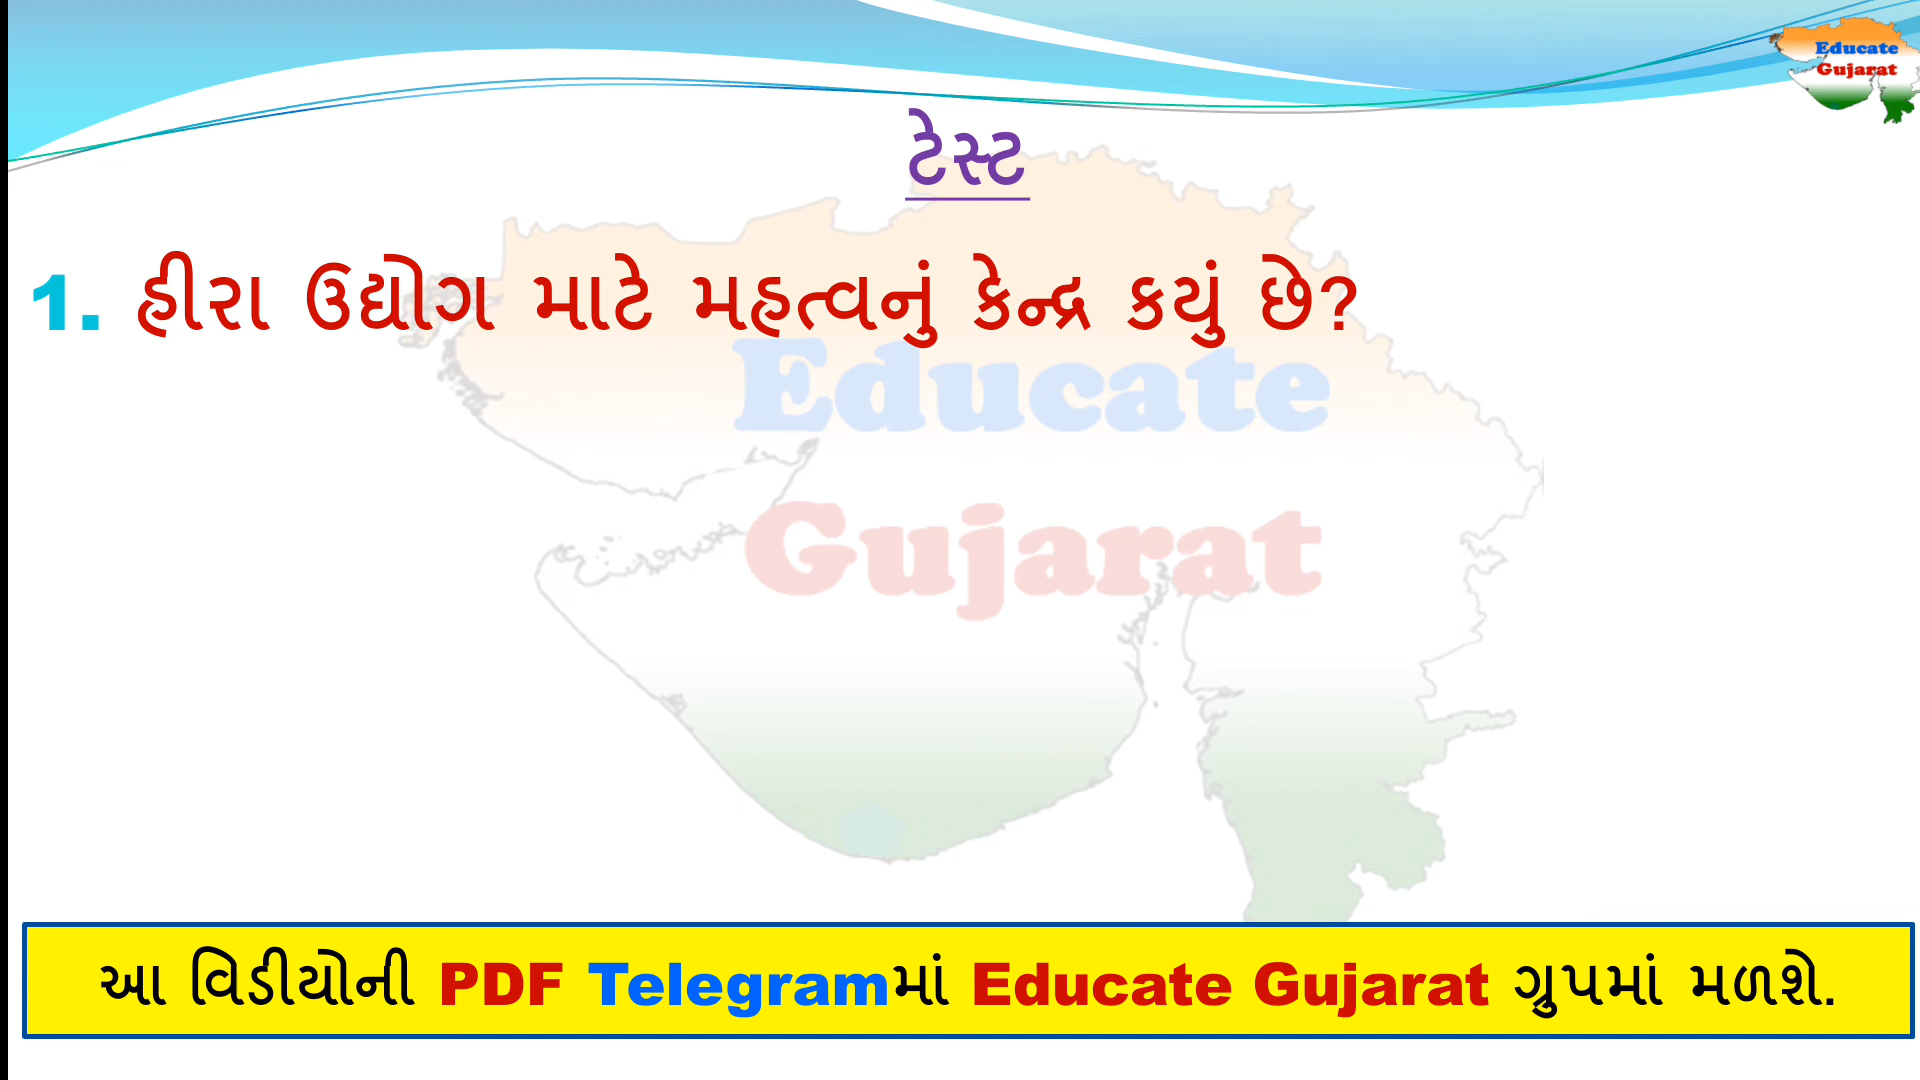 Educate
Gujarat
ટેસ્ટ
1. હીરા ઉદ્યોગ માટે મહત્વનું કેન્દ્ર કયું છે?
Educate
Gujarat
આ વિડીયોની PDF Telegramમાં Educate Gujarat ગ્રુપમાં મળશે.